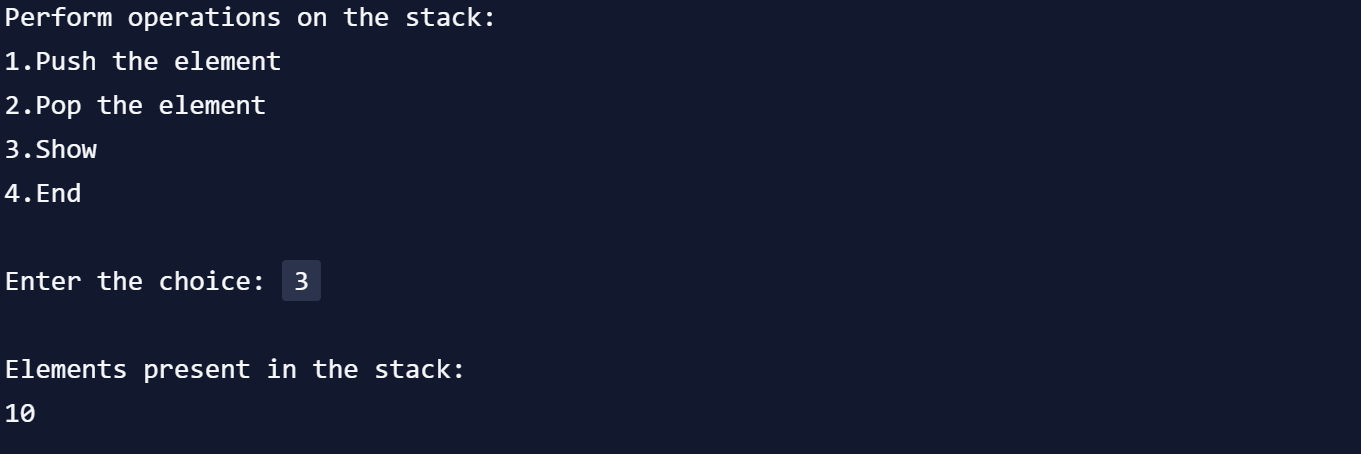 Perform operations on the stack:
1.Push the element
2.Pop the element
3.Show
4.End
Enter the choice: 3
Elements present in the stack:
10